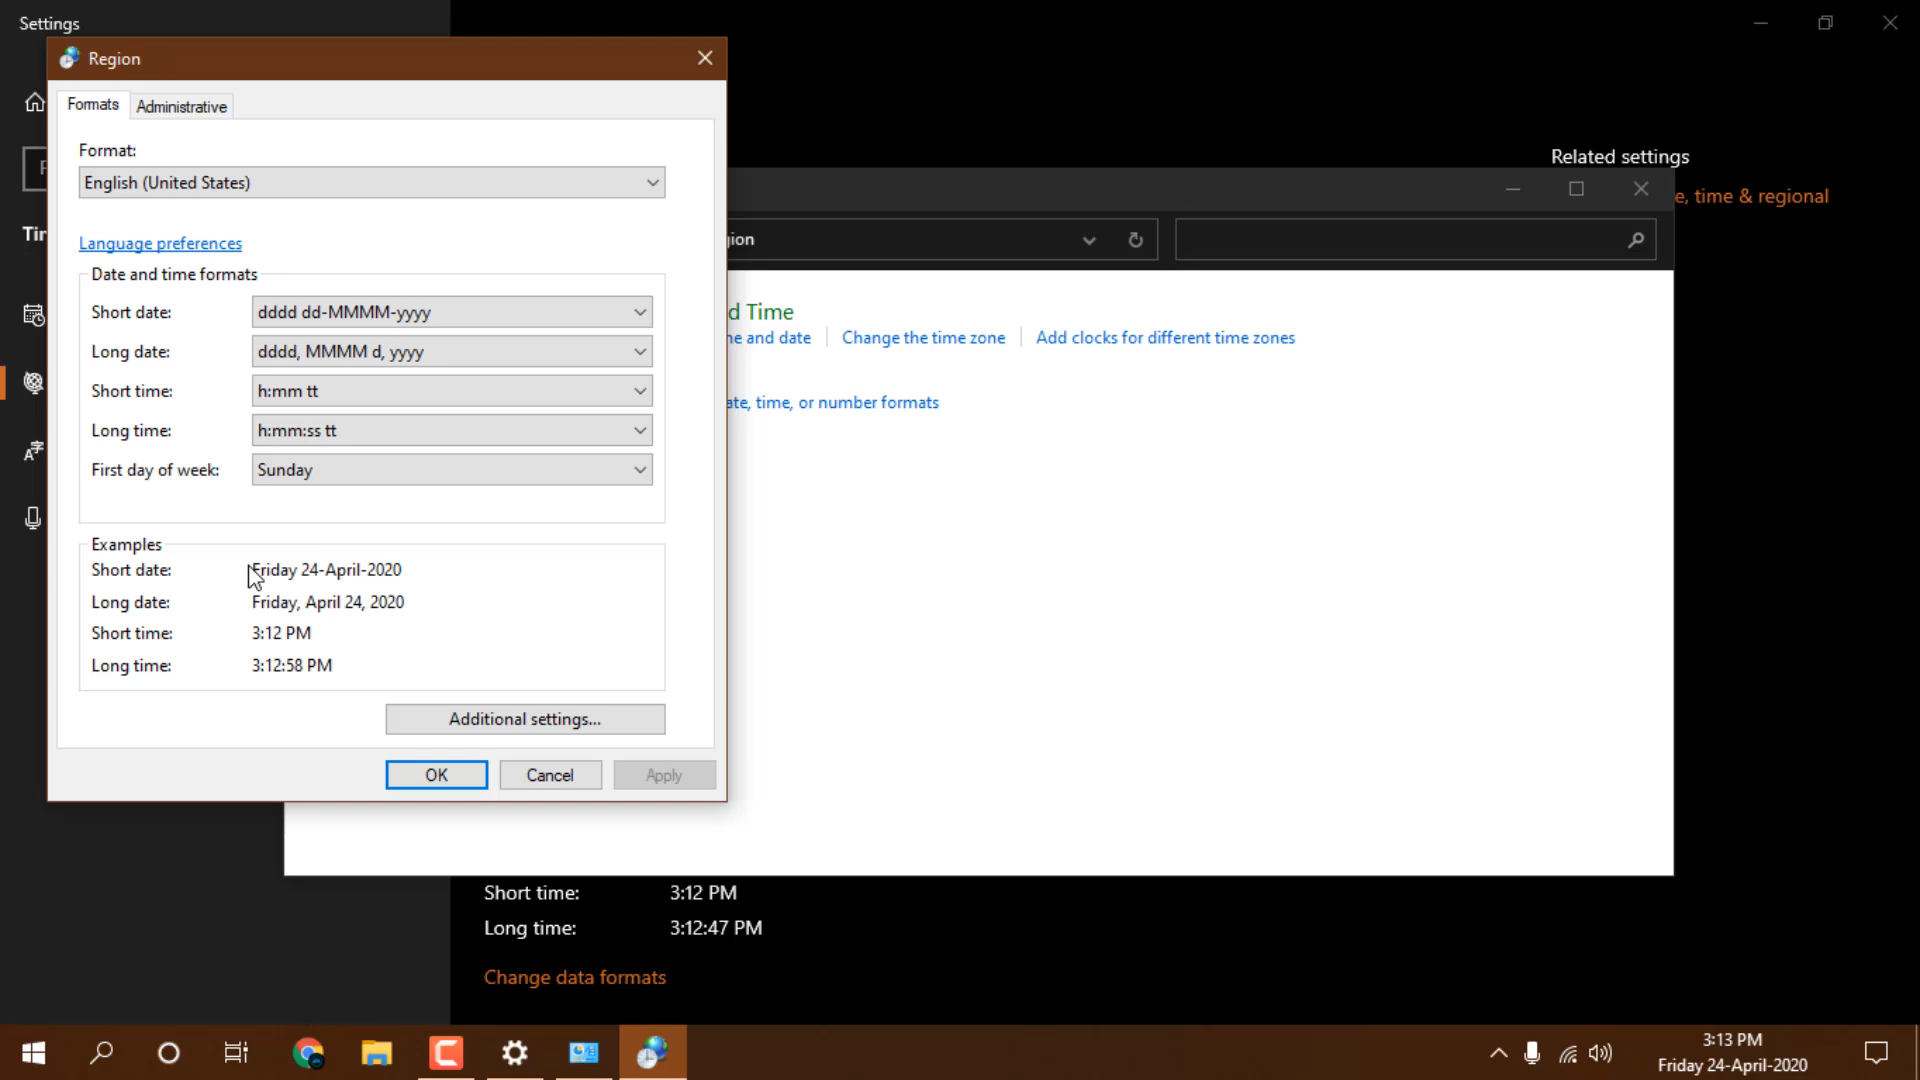 Settings
Region
Formats
Administrative
Format:
English (United States)
Language preferences
Date and time formats
Short date:
dddd dd-MMMM-yyyy
Long date:
dddd, MMMM d, yyyy
Short time:
h:mm tt
Long time:
h:mm:ss tt
First day of week:
Sunday
Examples
Short date:
Friday 24-April-2020
Long date:
Friday, April 24, 2020
Short time:
3:12 PM
Long time:
3:12:58 PM
Additional settings...
OK
Cancel
Apply
Tim
Related settings
e, time & regional
gion
d Time
ne and date
Change the time zone
Add clocks for different time zones
ate, time, or number formats
Short time:
3:12 PM
Long time:
3:12:47 PM
Change data formats
3:13 PM
Friday 24-April-2020